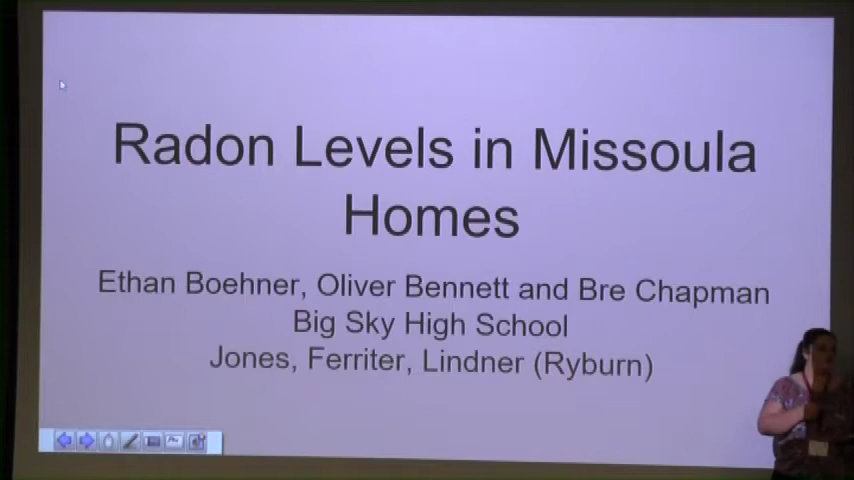 Radon Levels in Missoula
Homes
Ethan Boehner, Oliver Bennett and Bre Chapman
Big Sky High School
Jones, Ferriter, Lindner (Ryburn)